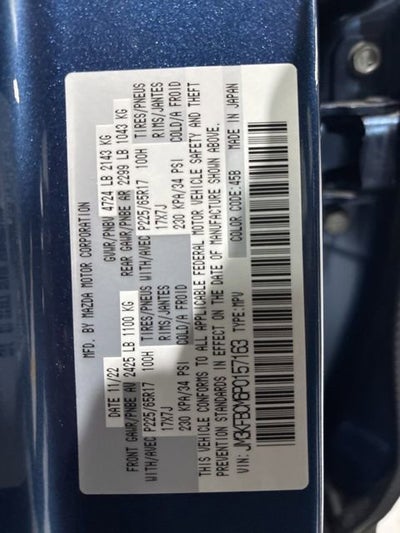 MFD. BY MAZDA MOTOR CORPORATION
DATE 11/22 GVWR/PNBV 4724 LB 2143 KG
FRONT GAWR/PNBE AV 2425 LB 1100 KG REAR GAWR/PNBE AR 2299 LB 1043 KG
WITH/AVEC P225/65R17 100H TIRES/PNEUS WITH/AVEC P225/65R17 100H TIRES/PNEUS
17X7J RIMS/JANTES 17X7J RIMS/JANTES
230 KPA/34 PSI COLD/A FROID 230 KPA/34 PSI COLD/A FROID
THIS VEHICLE CONFORMS TO ALL APPLICABLE FEDERAL MOTOR VEHICLE SAFETY AND THEFT
PREVENTION STANDARDS IN EFFECT ON THE DATE OF MANUFACTURE SHOWN ABOVE.
VIN: JM3KFBCM6P0157163 TYPE:MPV COLOR CODE:45B MADE IN JAPAN